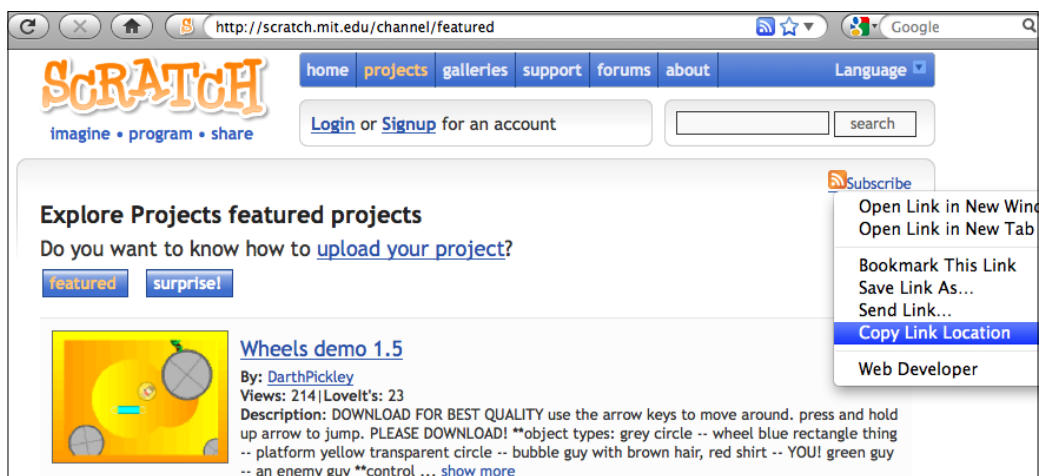 http://scratch.mit.edu/channel/featured
Google
SCRATCH
home projects galleries support forums about Language
imagine • program • share
Login or Signup for an account
search
Subscribe
Explore Projects featured projects
Do you want to know how to upload your project?
featured surprise!
Open Link in New Wind
Open Link in New Tab
Bookmark This Link
Save Link As...
Send Link...
Copy Link Location
Web Developer
Wheels demo 1.5
By: DarthPickley
Views: 214|LoveIt's: 23
Description: DOWNLOAD FOR BEST QUALITY use the arrow keys to move around. press and hold
up arrow to jump. PLEASE DOWNLOAD! **object types: grey circle -- wheel blue rectangle thing
-- platform yellow transparent circle -- bubble guy with brown hair, red shirt -- YOU! green guy
-- an enemy guy **control ... show more